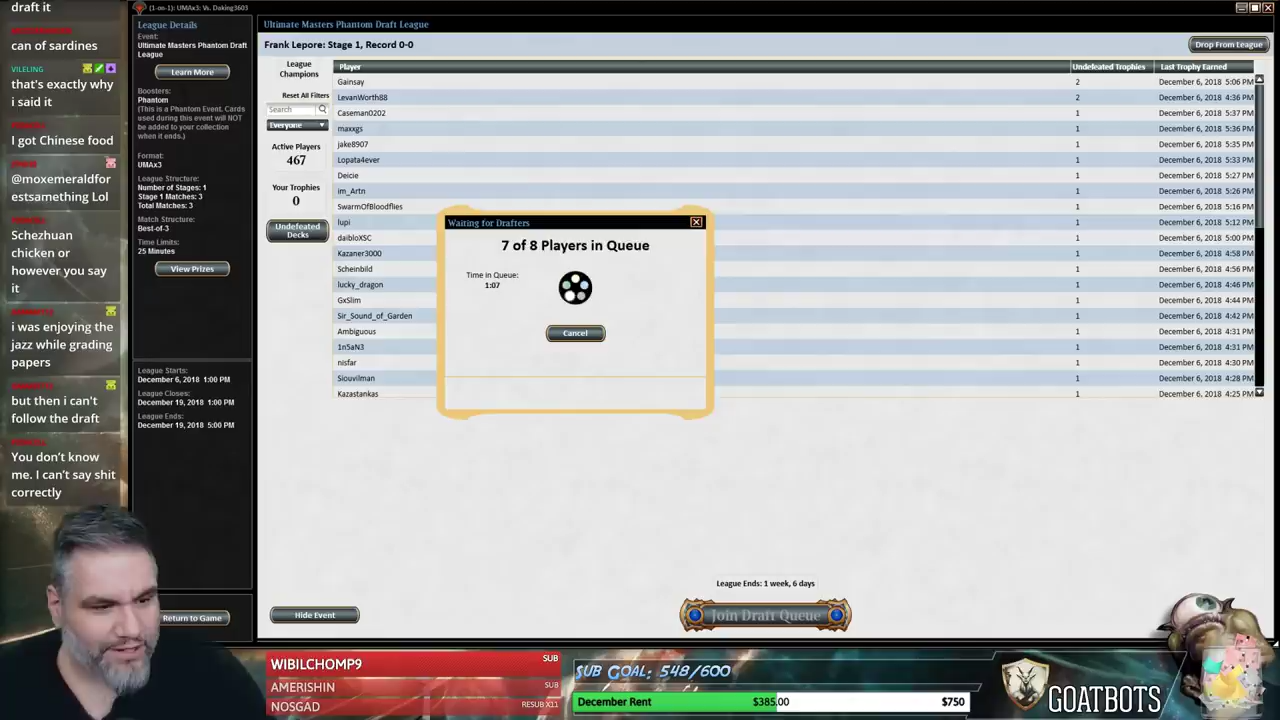 draft it
can of sardines
VILELING
that's exactly why
i said it
I got Chinese food
@moxemeraldfor
estsamething Lol
Schezhuan
chicken or
however you say
it
i was enjoying the
jazz while grading
papers
but then i can't
follow the draft
You don't know
me. I can't say shit
correctly
(1-on-1): UMAx3: Vs. Daking3603
League Details
Event:
Ultimate Masters Phantom Draft
League
Learn More
Boosters:
Phantom
(This is a Phantom Event. Cards
used during this event will NOT
be added to your collection
when it ends.)
Format:
UMAx3
League Structure:
Number of Stages: 1
Stage 1 Matches: 3
Total Matches: 3
Match Structure:
Best-of-3
Time Limits:
25 Minutes
View Prizes
League Starts:
December 6, 2018 1:00 PM
League Closes:
December 19, 2018 1:00 PM
League Ends:
December 19, 2018 5:00 PM
Return to Game
Ultimate Masters Phantom Draft League
Frank Lepore: Stage 1, Record 0-0
Drop From League
League
Champions
Reset All Filters
Search
Everyone
Active Players
467
Your Trophies
0
Undefeated
Decks
Player Undefeated Trophies Last Trophy Earned
Gainsay 2 December 6, 2018 5:06 PM
LevanWorth88 2 December 6, 2018 4:36 PM
Caseman0202 1 December 6, 2018 5:37 PM
maxxgs 1 December 6, 2018 5:36 PM
jake8907 1 December 6, 2018 5:34 PM
Lopata4ever 1 December 6, 2018 5:33 PM
Deicie 1 December 6, 2018 5:27 PM
im_Artn 1 December 6, 2018 5:26 PM
SwarmOfBloodflies 1 December 6, 2018 5:16 PM
lupi 1 December 6, 2018 5:12 PM
daibloXSC 1 December 6, 2018 5:00 PM
Kazaner3000 1 December 6, 2018 4:58 PM
Scheinbild 1 December 6, 2018 4:56 PM
lucky_dragon 1 December 6, 2018 4:46 PM
GxSlim 1 December 6, 2018 4:44 PM
Sir_Sound_of_Garden 1 December 6, 2018 4:42 PM
Ambiguous 1 December 6, 2018 4:31 PM
1n5aN3 1 December 6, 2018 4:31 PM
nisfar 1 December 6, 2018 4:30 PM
Siouvilman 1 December 6, 2018 4:28 PM
Kazastankas 1 December 6, 2018 4:25 PM
Waiting for Drafters
7 of 8 Players in Queue
Time in Queue:
1:07
Cancel
League Ends: 1 week, 6 days
Hide Event
Join Draft Queue
WIBILCHOMP9 SUB
AMERISHIN SUB
NOSGAD RESUB X11
SUB GOAL: 548/600
December Rent $385.00 $750
GOATBOTS